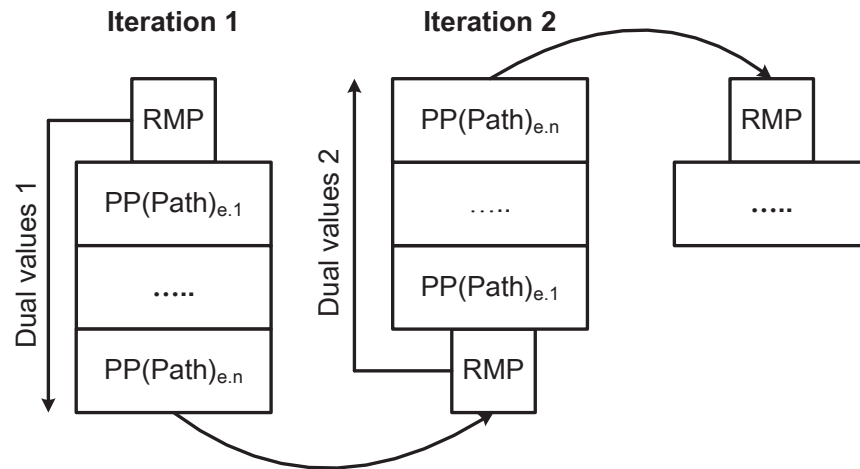 Iteration 1
RMP
PP(Path)e.1
.....
PP(Path)e.n
Dual values 1
Iteration 2
PP(Path)e.n
.....
PP(Path)e.1
RMP
Dual values 2
RMP
.....